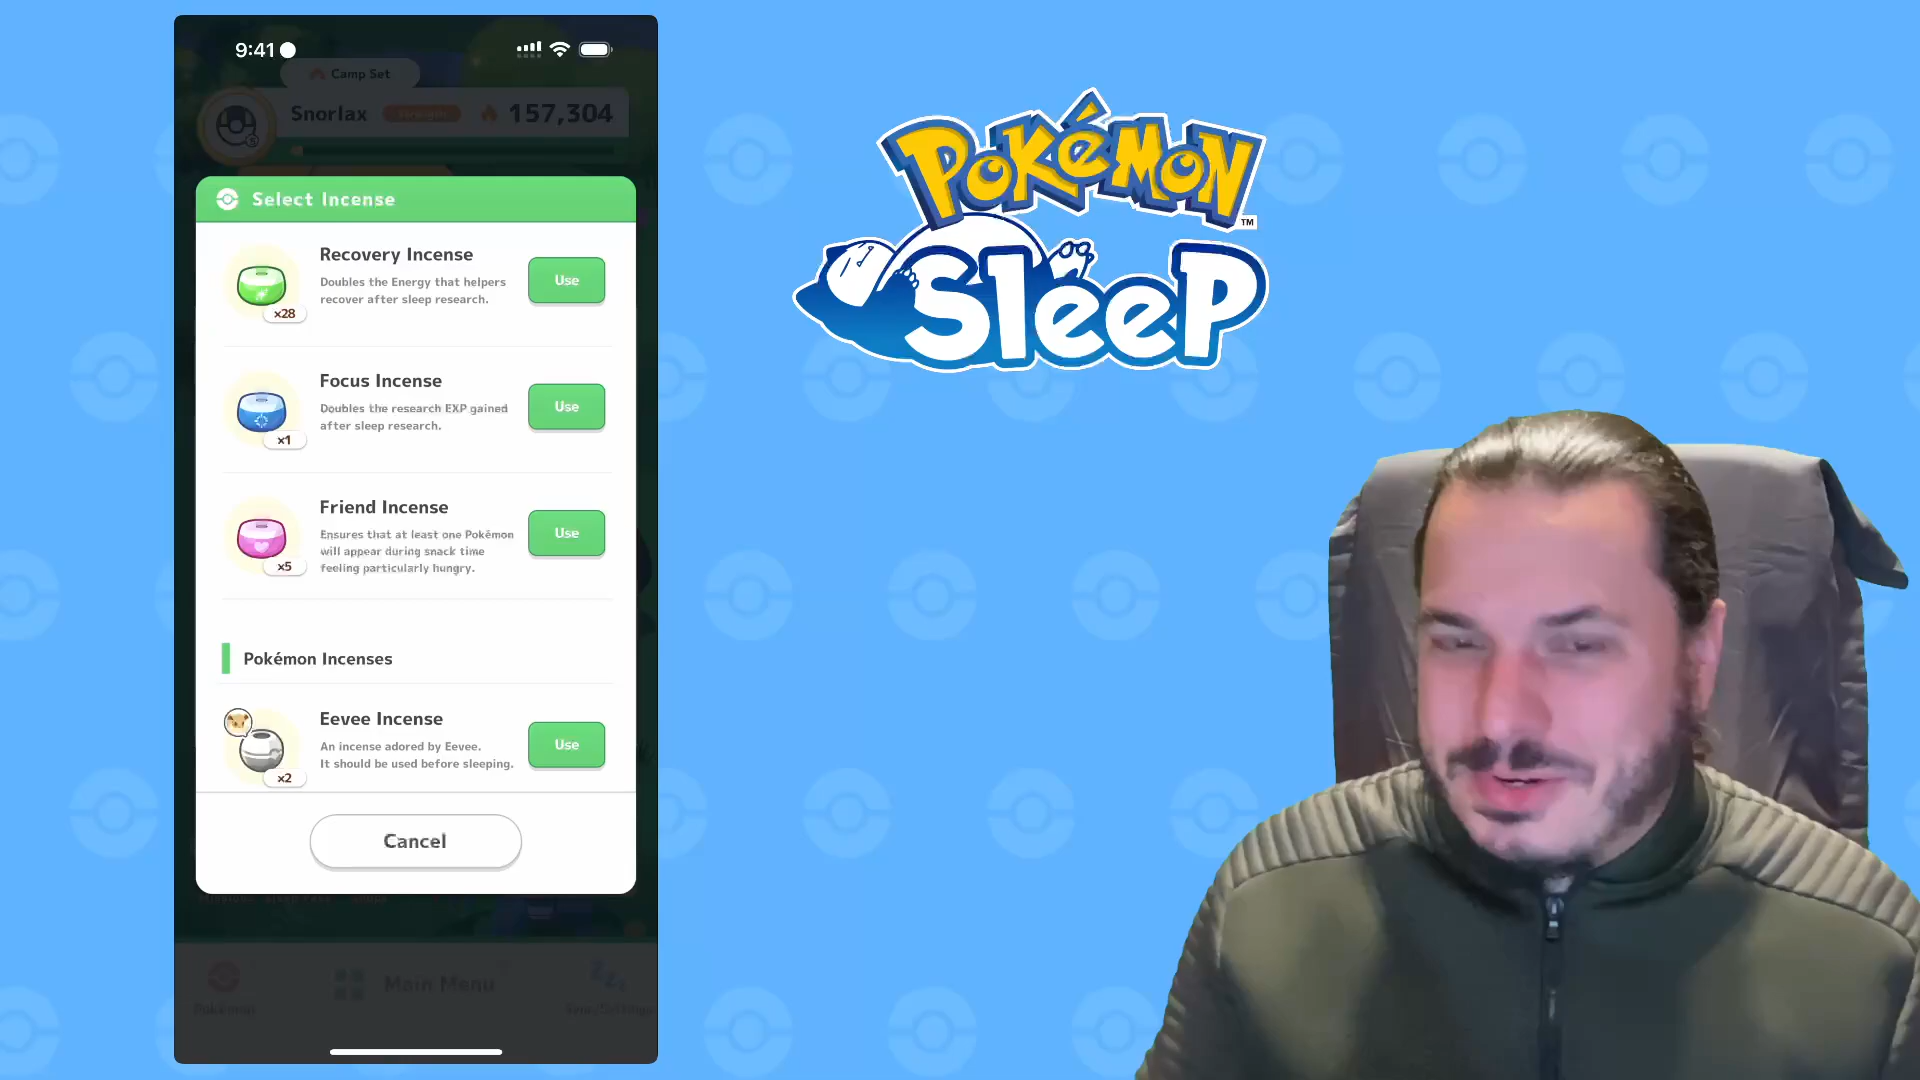 9:41
Camp Set
Snorlax
157,304
Select Incense
Recovery Incense
Doubles the Energy that helpers
recover after sleep research.
x28
Use
Focus Incense
Doubles the research EXP gained
after sleep research.
x1
Use
Friend Incense
Ensures that at least one Pokémon
will appear during snack time
feeling particularly hungry.
x5
Use
Pokémon Incenses
Eevee Incense
An incense adored by Eevee.
It should be used before sleeping.
x2
Use
Cancel
Main Menu
Pokémon
POKÉMON
TM
Sleep